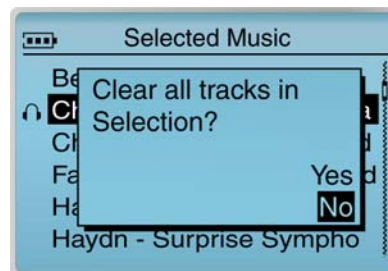 Selected Music
Clear all tracks in
Selection?
Yes
No
Haydn - Surprise Sympho